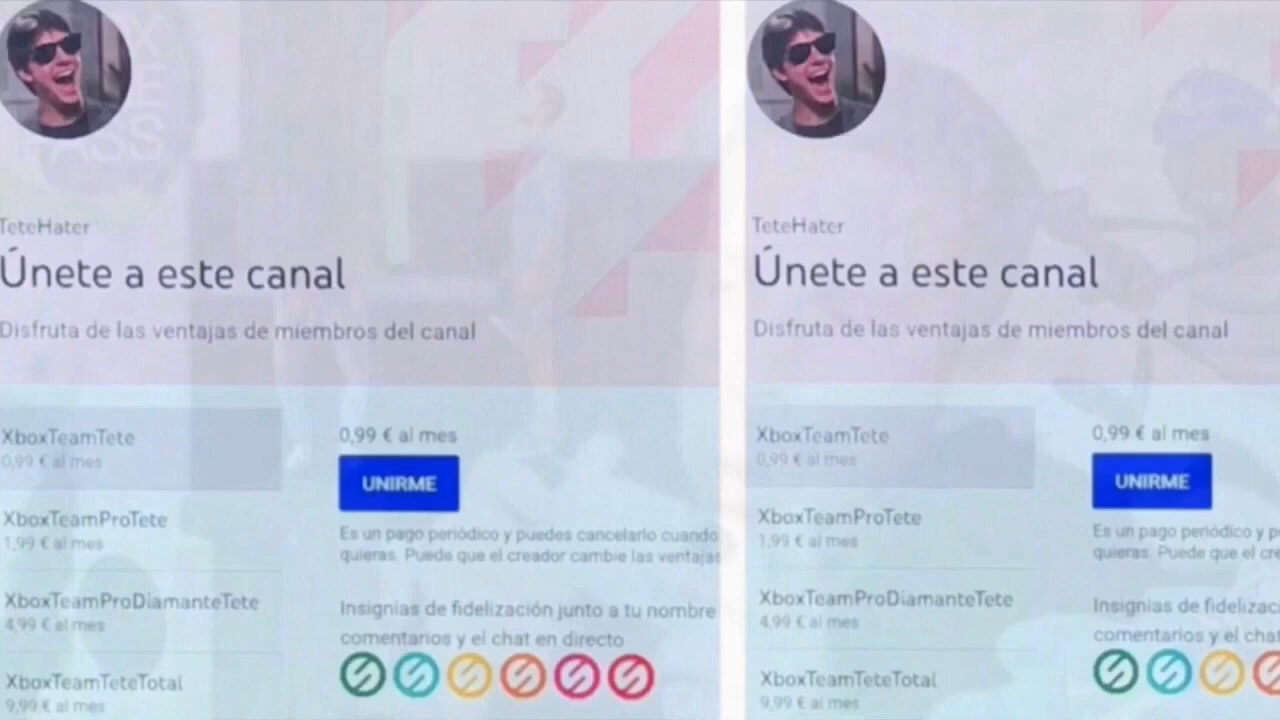 TeteHater
Únete a este canal
Disfruta de las ventajas de miembros del canal
XboxTeamTete
0,99 € al mes
XboxTeamProTete
1,99 € al mes
XboxTeamProDiamanteTete
4,99 € al mes
XboxTeamTeteTotal
9,99 € al mes
0,99 € al mes
UNIRME
Es un pago periódico y puedes cancelarlo cuando
quieras. Puede que el creador cambie las ventajas
Insignias de fidelización junto a tu nombre
comentarios y el chat en directo
TeteHater
Únete a este canal
Disfruta de las ventajas de miembros del canal
XboxTeamTete
0,99 € al mes
XboxTeamProTete
1,99 € al mes
XboxTeamProDiamanteTete
4,99 € al mes
XboxTeamTeteTotal
9,99 € al mes
0,99 € al mes
UNIRME
Es un pago periódico y p
quieras. Puede que el cre
Insignias de fidelizac
comentarios y el chat